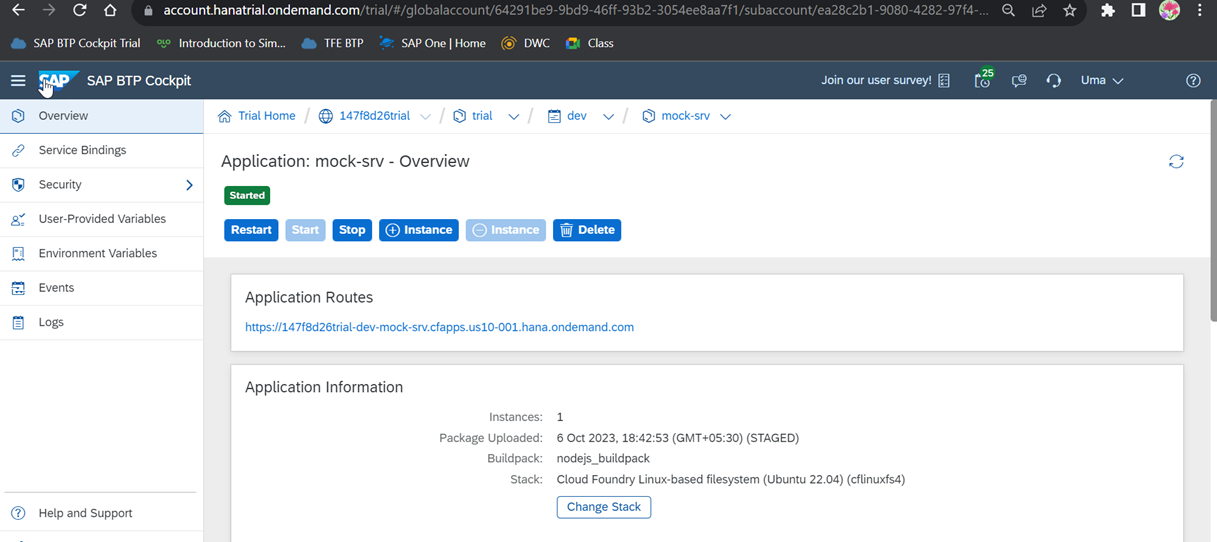 account.hanatrial.ondemand.com/trial/#/globalaccount/64291be9-9bd9-46ff-93b2-3054ee8aa7f1/subaccount/ea28c2b1-9080-4282-97f4-...
SAP BTP Cockpit Trial
Introduction to Sim...
TFE BTP
SAP One | Home
DWC
Class
SAP
SAP BTP Cockpit
Join our user survey!
25
Uma
Overview
Service Bindings
Security
User-Provided Variables
Environment Variables
Events
Logs
Help and Support
Trial Home / 147f8d26trial / trial / dev / mock-srv
Application: mock-srv - Overview
Started
Restart Start Stop Instance Instance Delete
Application Routes
https://147f8d26trial-dev-mock-srv.cfapps.us10-001.hana.ondemand.com
Application Information
Instances: 1
Package Uploaded: 6 Oct 2023, 18:42:53 (GMT+05:30) (STAGED)
Buildpack: nodejs_buildpack
Stack: Cloud Foundry Linux-based filesystem (Ubuntu 22.04) (cflinuxfs4)
Change Stack